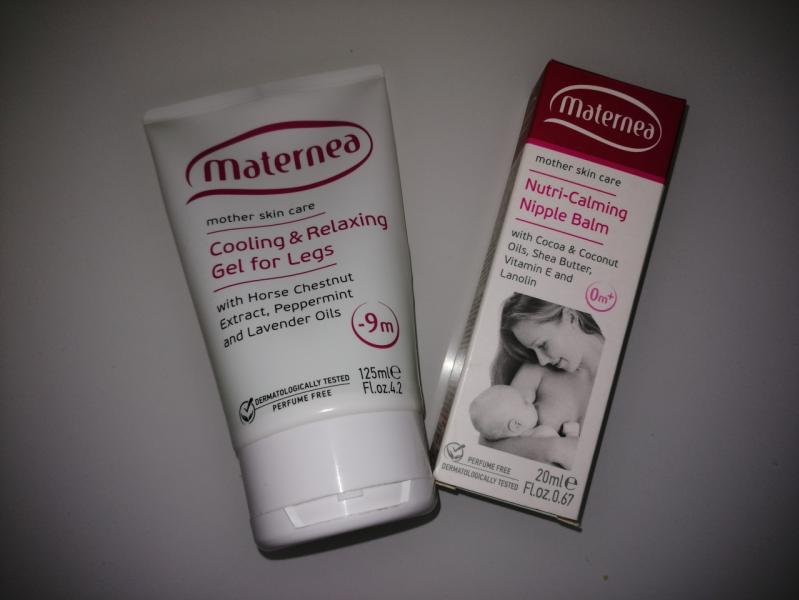 maternea
mother skin care
Cooling & Relaxing
Gel for Legs
with Horse Chestnut
Extract, Peppermint
and Lavender Oils
-9m
DERMATOLOGICALLY TESTED
PERFUME FREE
125ml℮
Fl.oz.4.2
maternea
mother skin care
Nutri-Calming
Nipple Balm
with Cocoa & Coconut
Oils, Shea Butter,
Vitamin E and
Lanolin
0m+
PERFUME FREE
DERMATOLOGICALLY TESTED
20ml℮
Fl.oz.0.67